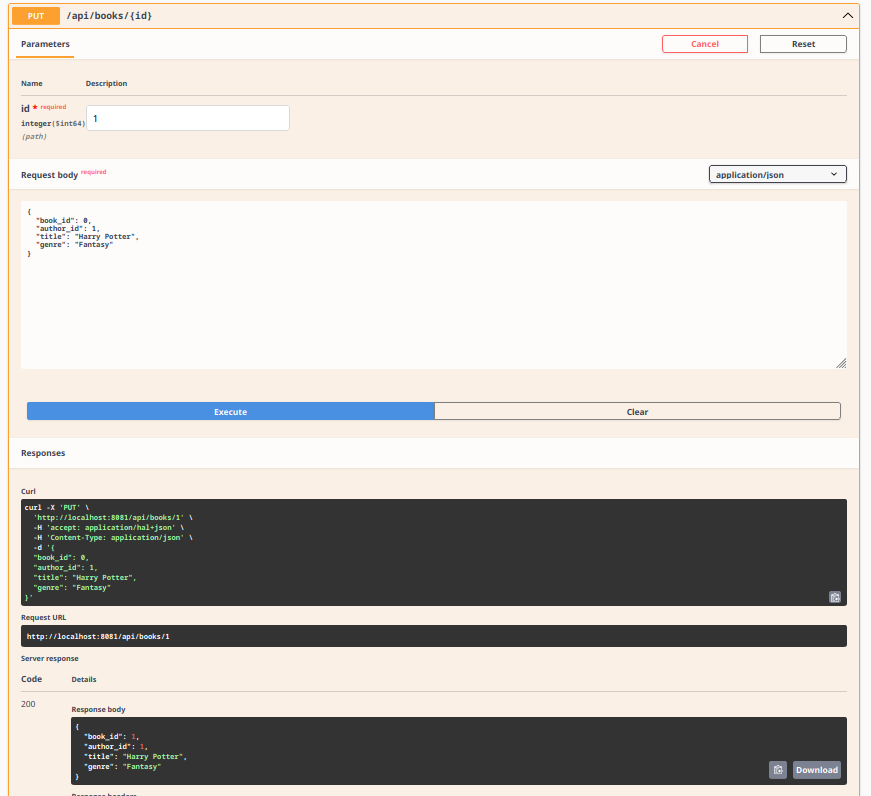 PUT /api/books/{id}
Parameters Cancel Reset
Name Description
id * required
integer($int64)
(path)
1
Request body required application/json
{
  "book_id": 0,
  "author_id": 1,
  "title": "Harry Potter",
  "genre": "Fantasy"
}
Execute Clear
Responses
Curl
curl -X 'PUT' \
  'http://localhost:8081/api/books/1' \
  -H 'accept: application/hal+json' \
  -H 'Content-Type: application/json' \
  -d '{
  "book_id": 0,
  "author_id": 1,
  "title": "Harry Potter",
  "genre": "Fantasy"
}'
Request URL
http://localhost:8081/api/books/1
Server response
Code Details
200
Response body
{
  "book_id": 1,
  "author_id": 1,
  "title": "Harry Potter",
  "genre": "Fantasy"
}
Download
Response headers